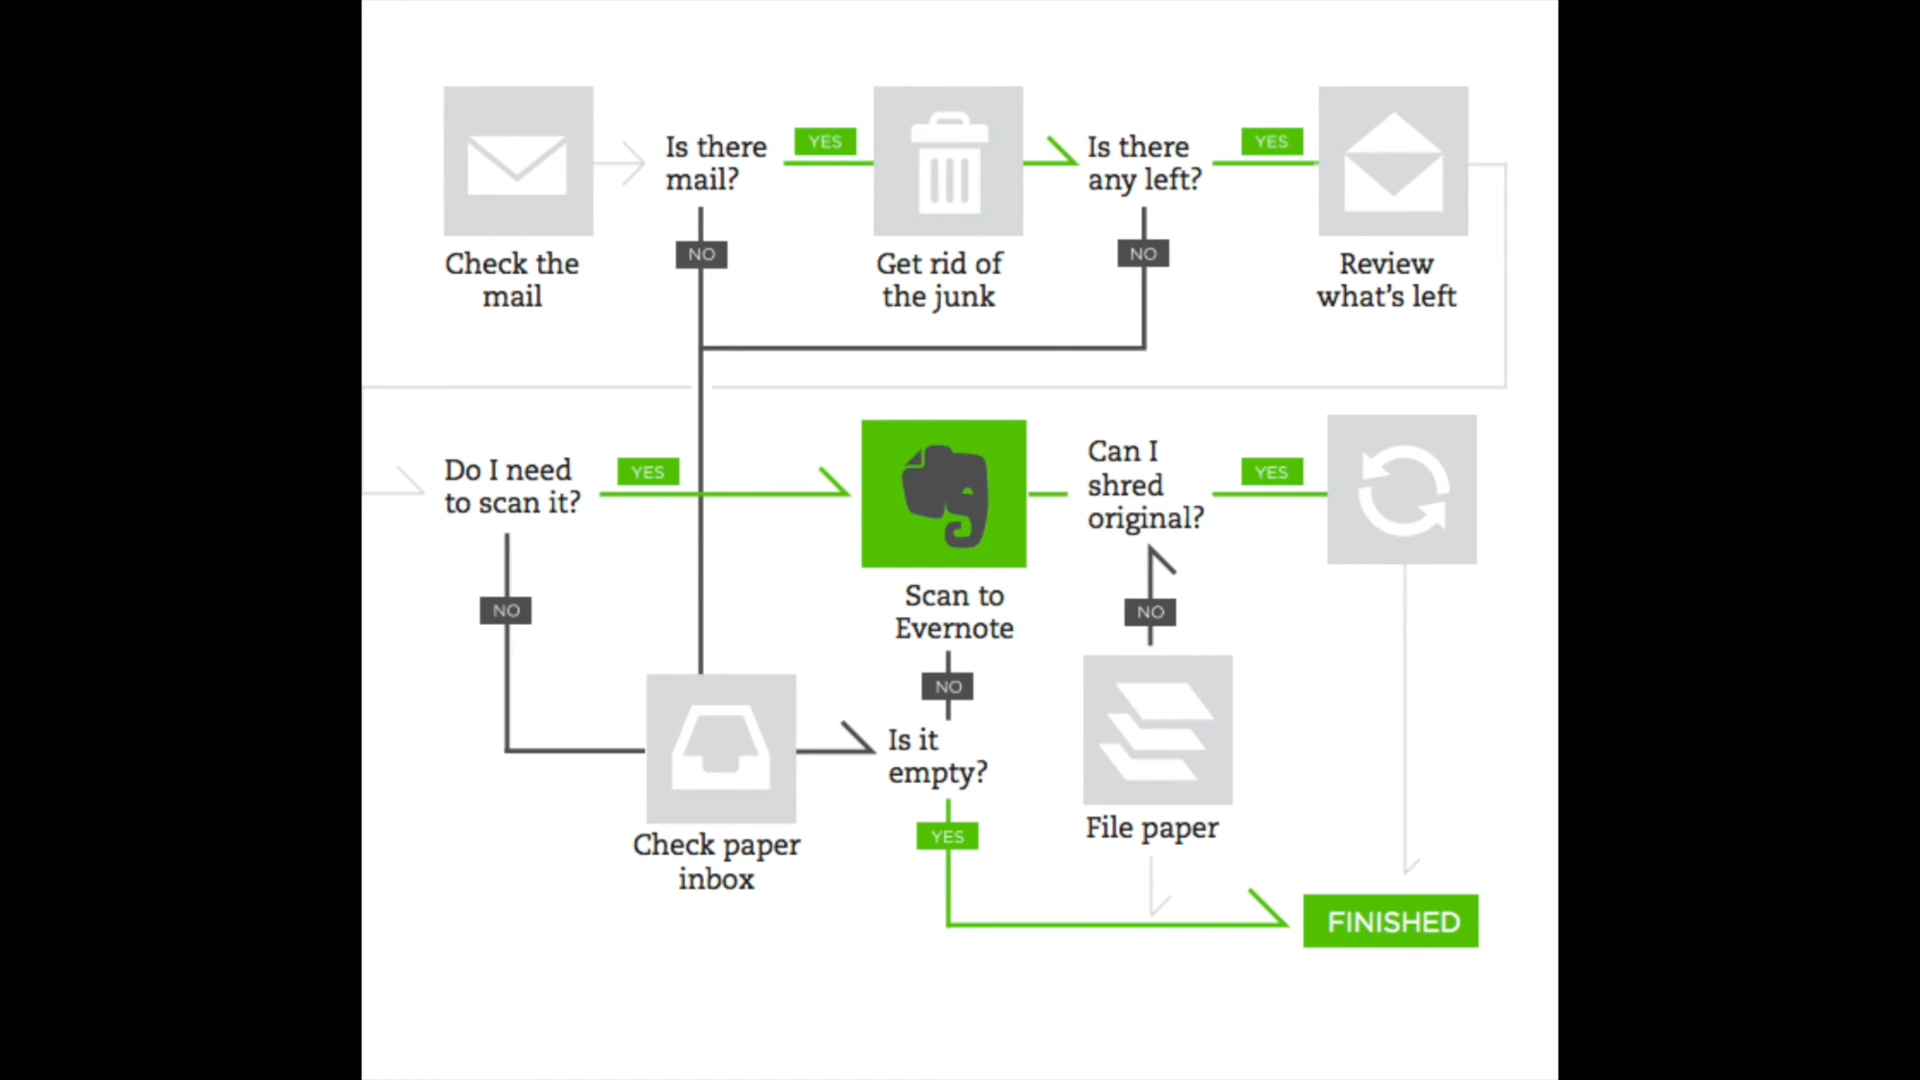 Is there
mail?
YES
Is there
any left?
YES
Check the
mail
NO
Get rid of
the junk
NO
Review
what's left
Do I need
to scan it?
YES
Can I
shred
original?
YES
NO
Scan to
Evernote
NO
NO
Is it
empty?
Check paper
inbox
YES
File paper
FINISHED